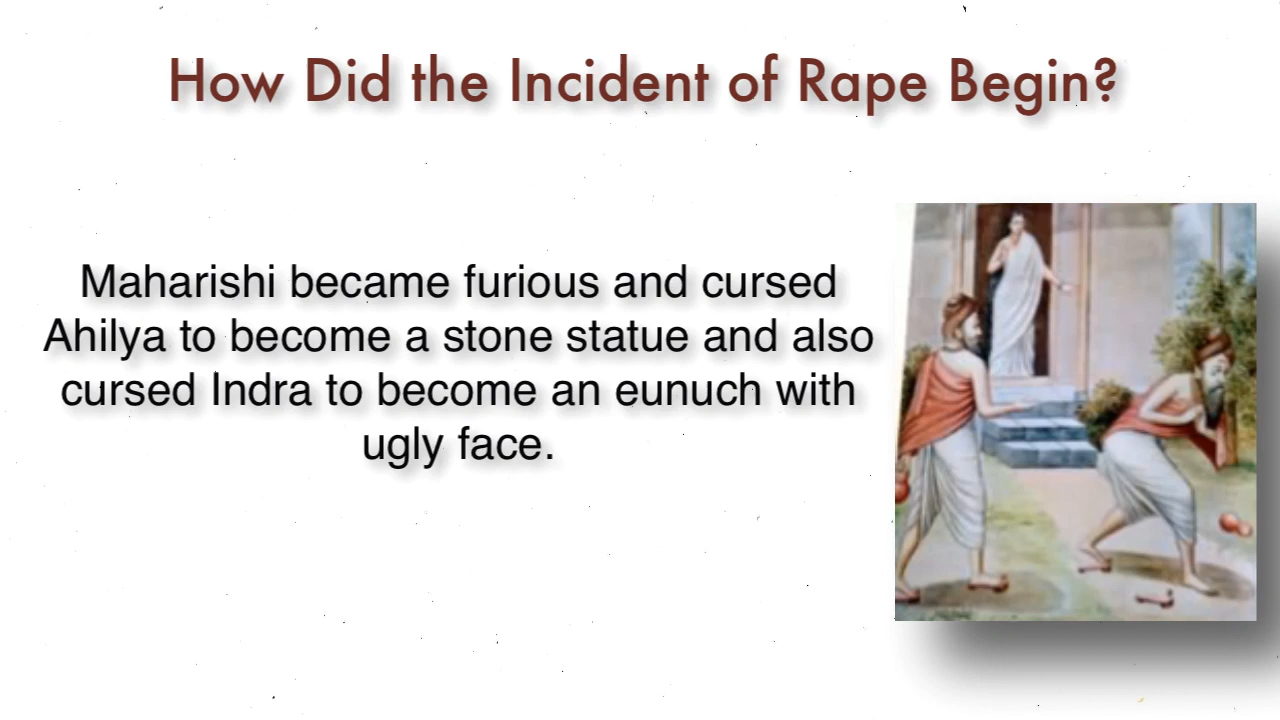 How Did the Incident of Rape Begin?
Maharishi became furious and cursed
Ahilya to become a stone statue and also
cursed Indra to become an eunuch with
ugly face.